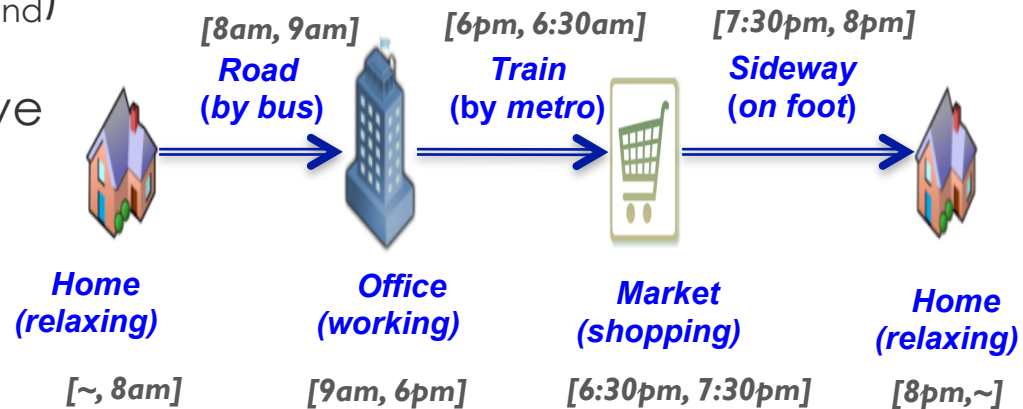 nd)
ve
[8am, 9am] [6pm, 6:30am] [7:30pm, 8pm]
Road Train Sideway
(by bus) (by metro) (on foot)
Home Office Market Home
(relaxing) (working) (shopping) (relaxing)
[~, 8am] [9am, 6pm] [6:30pm, 7:30pm] [8pm,~]